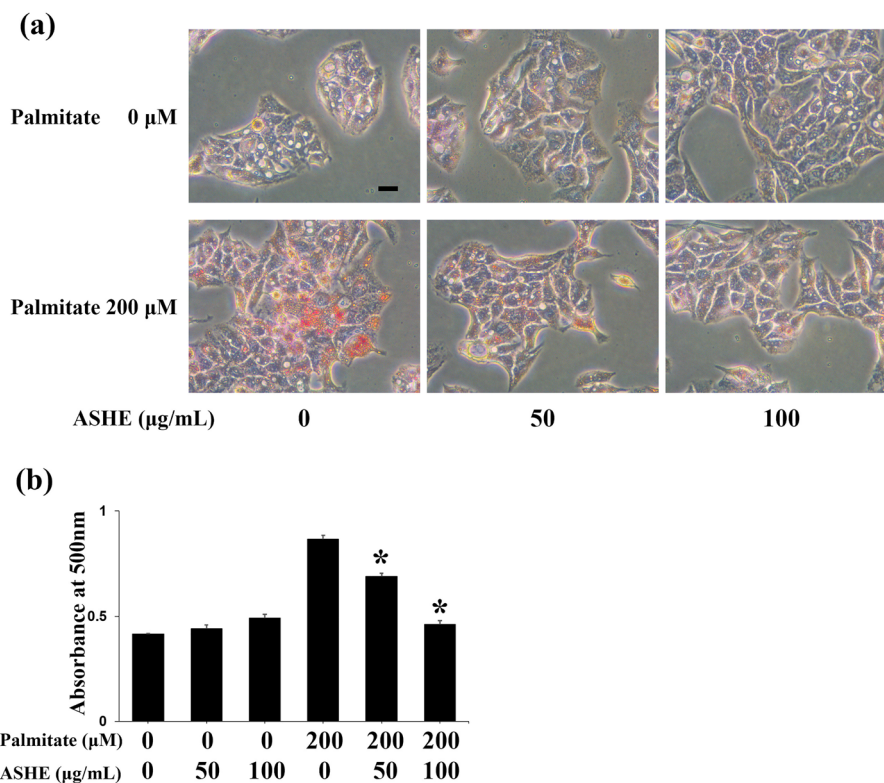 (a)
Palmitate 0 μM
Palmitate 200 μM
ASHE (μg/mL) 0 50 100
(b)
Absorbance at 500nm
1
0.5
0
* *
Palmitate (μM) 0 0 0 200 200 200
ASHE (μg/mL) 0 50 100 0 50 100